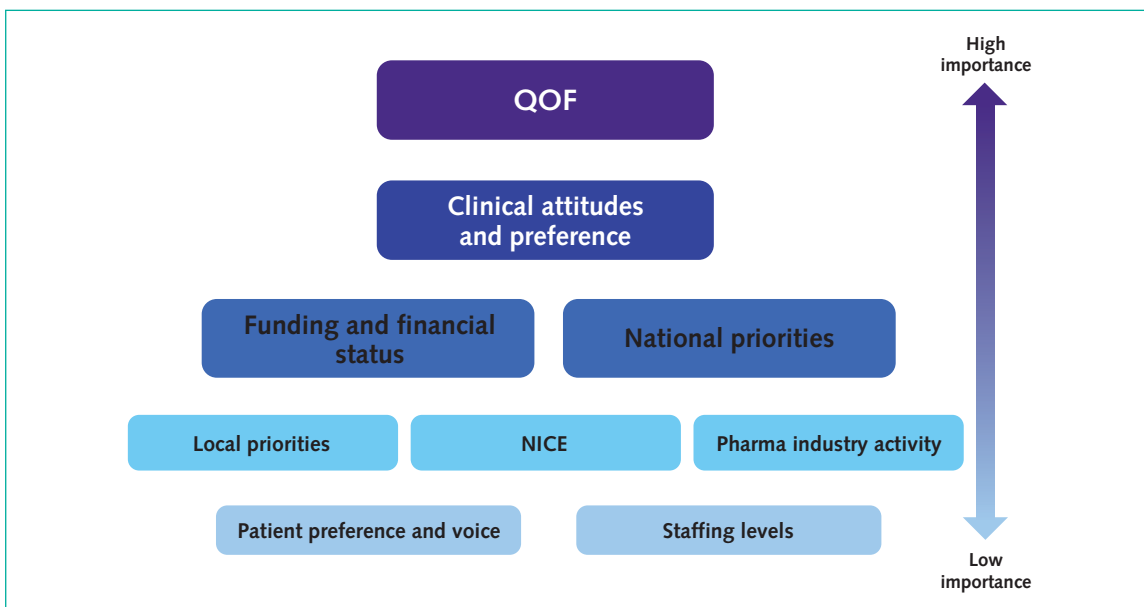 High
importance
QOF
Clinical attitudes
and preference
Funding and financial
status
National priorities
Local priorities
NICE
Pharma industry activity
Patient preference and voice
Staffing levels
Low
importance